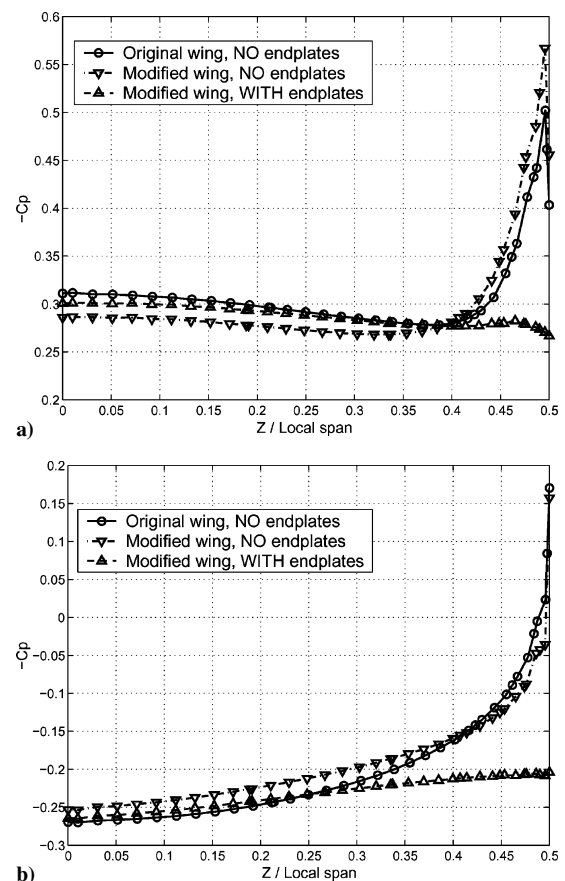 0.6
0.55
0.5
0.45
0.4
0.35
0.3
0.25
0.2
−Cp
Original wing, NO endplates
Modified wing, NO endplates
Modified wing, WITH endplates
0 0.05 0.1 0.15 0.2 0.25 0.3 0.35 0.4 0.45 0.5
Z / Local span
a)
0.2
0.15
0.1
0.05
0
−0.05
−0.1
−0.15
−0.2
−0.25
−0.3
−Cp
Original wing, NO endplates
Modified wing, NO endplates
Modified wing, WITH endplates
0 0.05 0.1 0.15 0.2 0.25 0.3 0.35 0.4 0.45 0.5
Z / Local span
b)